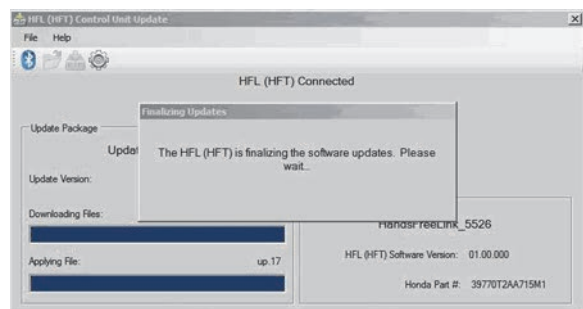 HFL (HFT) Control Unit Update
File Help
HFL (HFT) Connected
Finalizing Updates
Update Package
The HFL (HFT) is finalizing the software updates. Please
wait...
Update Version:
Downloading Files:
HandsFreeLink_5526
Applying File: up.17
HFL (HFT) Software Version: 01.00.000
Honda Part #: 39770T2AA715M1